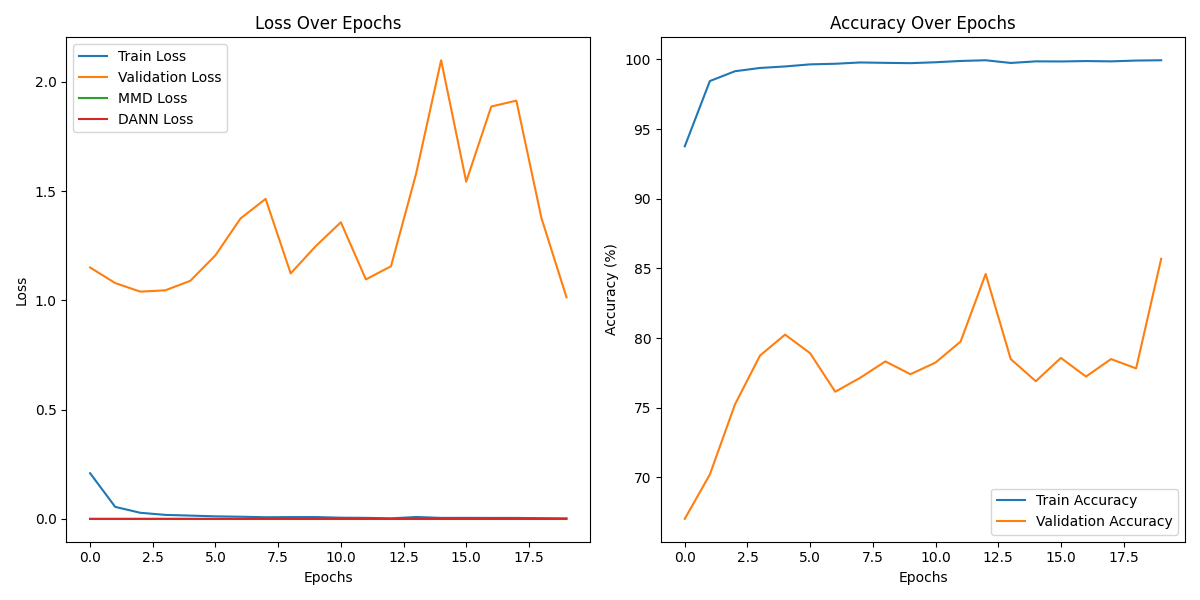 Loss Over Epochs
Train Loss
Validation Loss
MMD Loss
DANN Loss
2.0
1.5
1.0
0.5
0.0
Loss
0.0 2.5 5.0 7.5 10.0 12.5 15.0 17.5
Epochs
Accuracy Over Epochs
100
95
90
85
80
75
70
Accuracy (%)
Train Accuracy
Validation Accuracy
0.0 2.5 5.0 7.5 10.0 12.5 15.0 17.5
Epochs